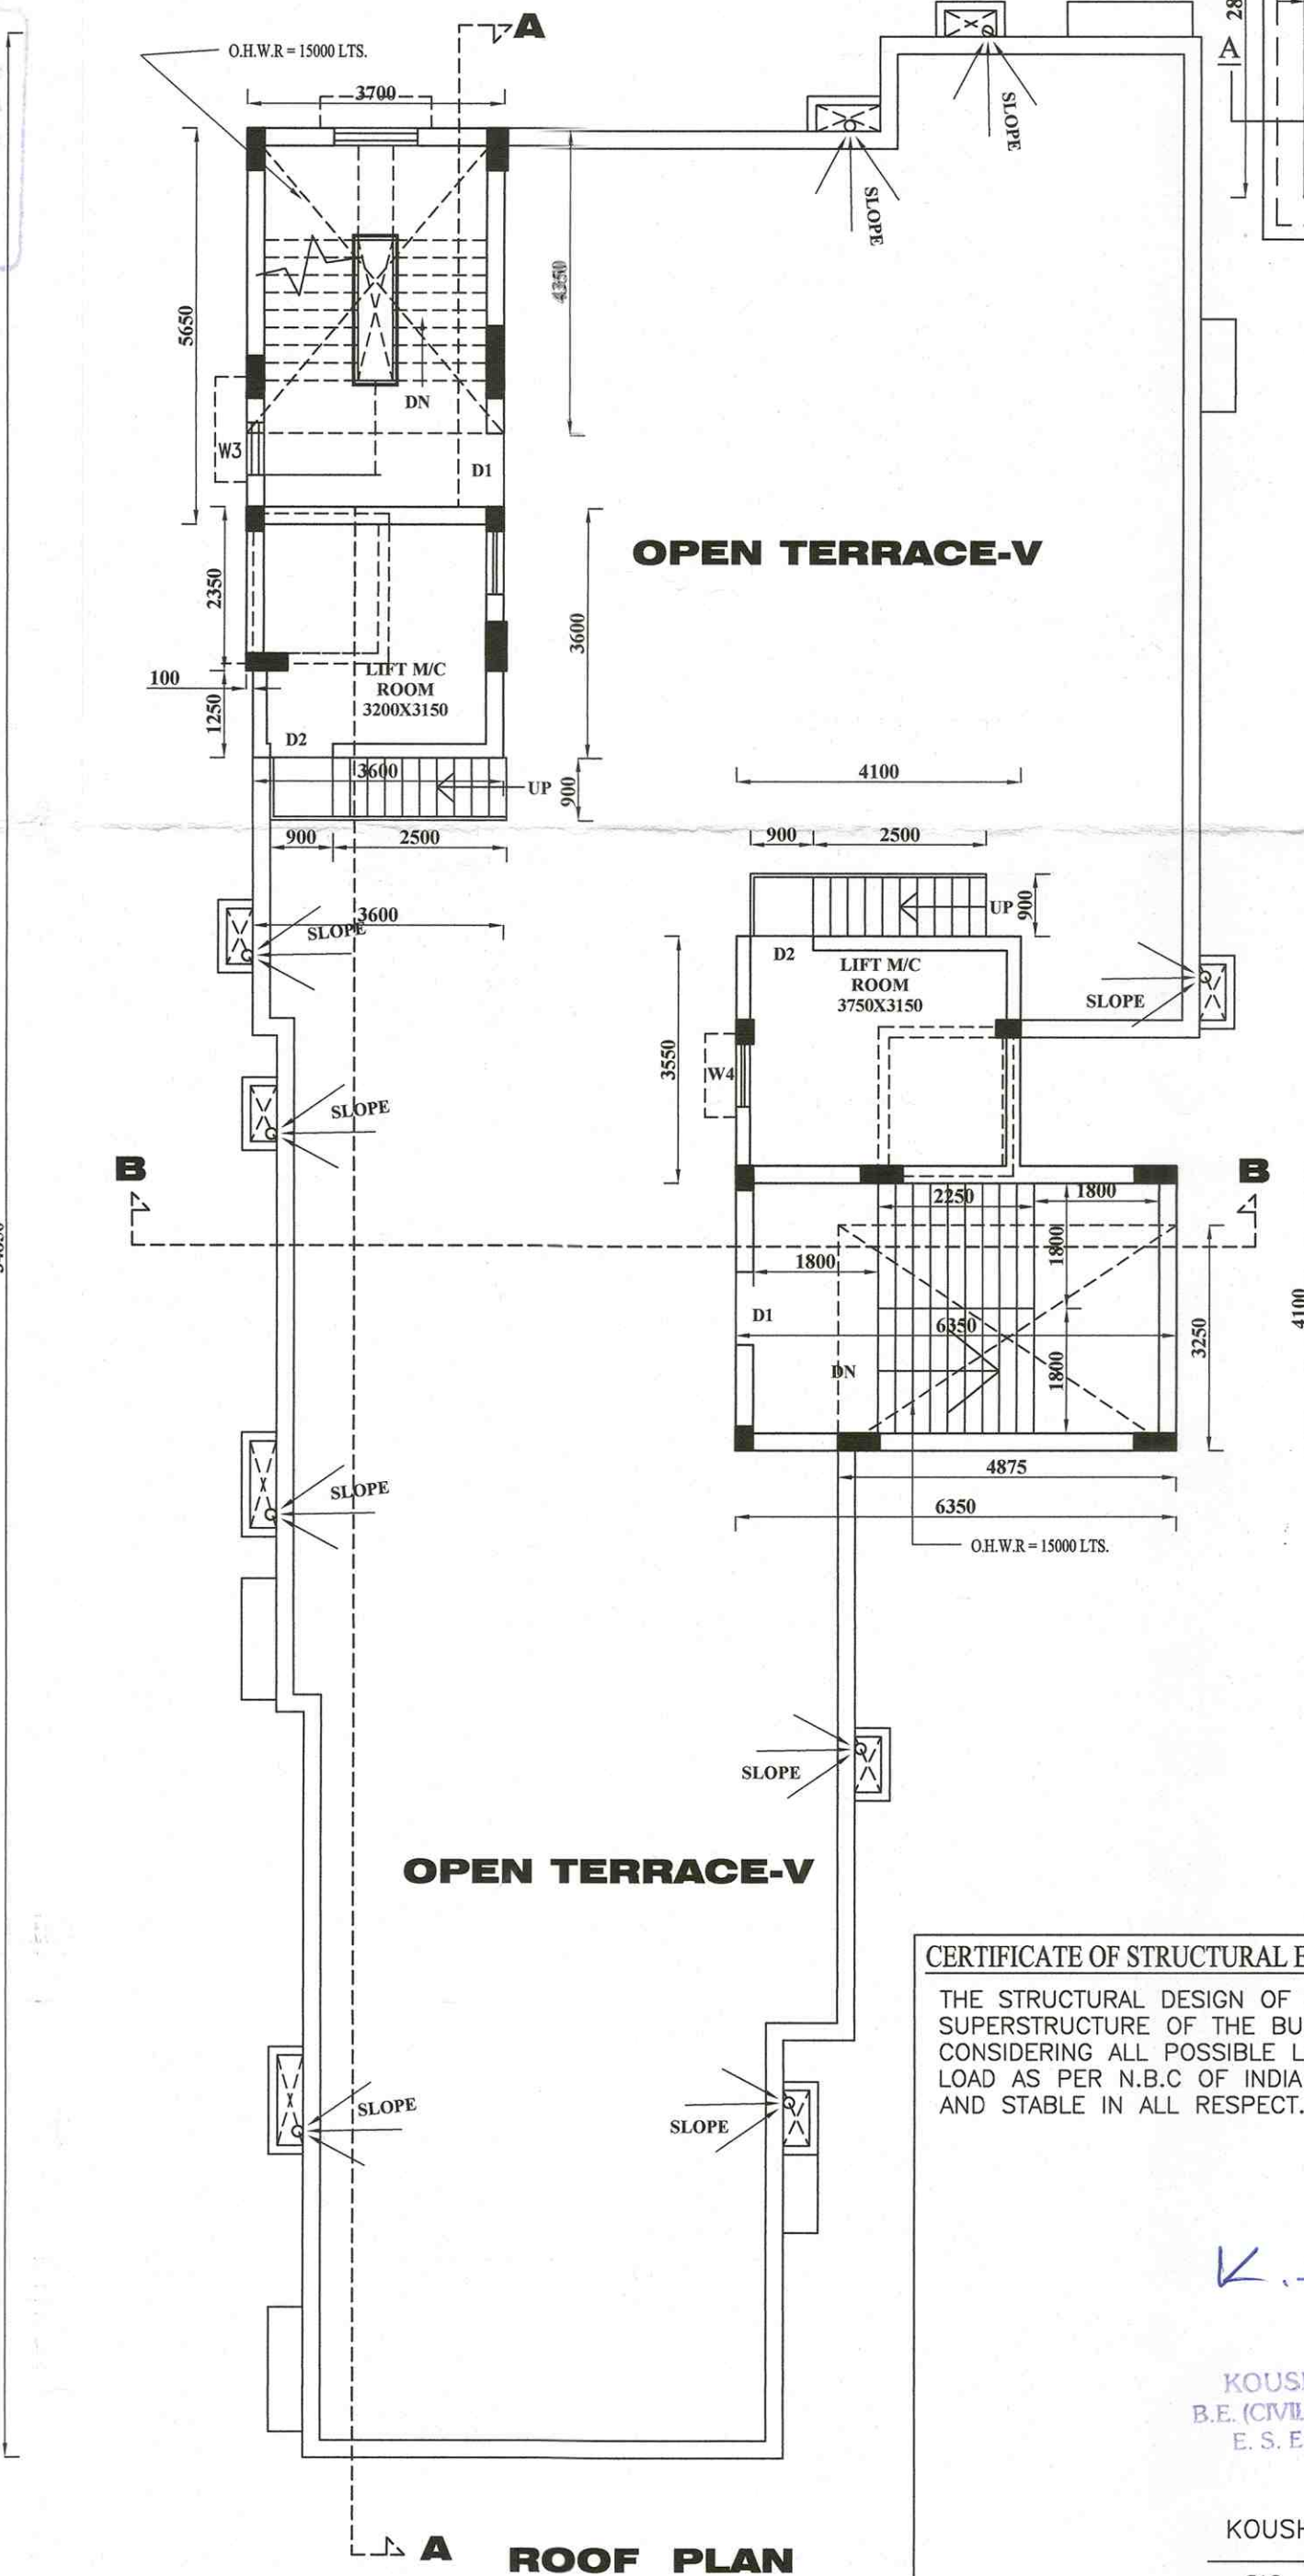 A
O.H.W.R = 15000 LTS.
3700
SLOPE
SLOPE
28
A
5650
4350
DN
W3
D1
OPEN TERRACE-V
2350
3600
100
1250
LIFT M/C
ROOM
3200X3150
D2
3600
UP
900
900
2500
3600
SLOPE
4100
900
2500
UP
900
D2
LIFT M/C
ROOM
3750X3150
SLOPE
3550
W4
SLOPE
B
B
2250
1800
1800
1800
D1
6350
3250
4100
DN
1800
4875
6350
O.H.W.R = 15000 LTS.
SLOPE
SLOPE
OPEN TERRACE-V
SLOPE
SLOPE
A
ROOF PLAN
CERTIFICATE OF STRUCTURAL E
THE STRUCTURAL DESIGN OF
SUPERSTRUCTURE OF THE BU
CONSIDERING ALL POSSIBLE L
LOAD AS PER N.B.C OF INDIA
AND STABLE IN ALL RESPECT.
K.
KOUS
B.E. (CIVIL
E. S. E
KOUSH